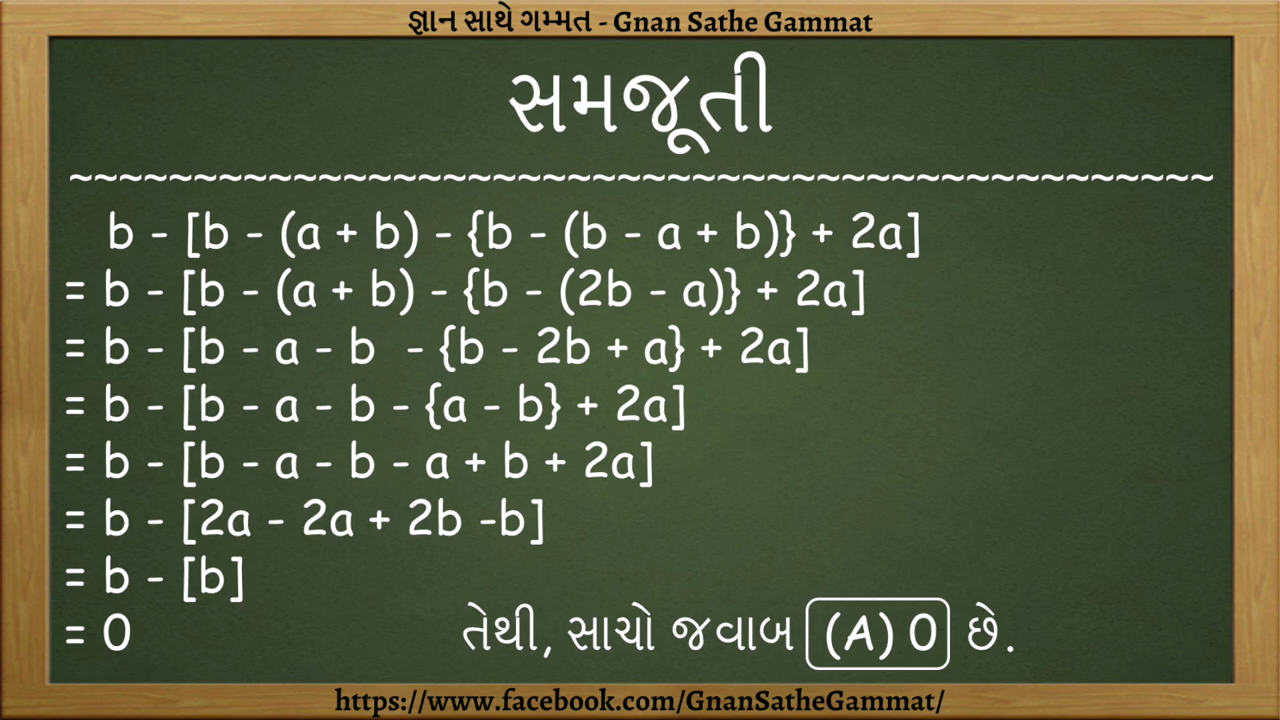 જ્ઞાન સાથે ગમ્મત - Gnan Sathe Gammat
સમજૂતી
~~~~~~~~~~~~~~~~~~~~~~~~~~~~~~~~~~~~~~~~~~~~~~
b - [b - (a + b) - {b - (b - a + b)} + 2a]
= b - [b - (a + b) - {b - (2b - a)} + 2a]
= b - [b - a - b - {b - 2b + a} + 2a]
= b - [b - a - b - {a - b} + 2a]
= b - [b - a - b - a + b + 2a]
= b - [2a - 2a + 2b -b]
= b - [b]
= 0 તેથી, સાચો જવાબ (A) 0 છે.
https://www.facebook.com/GnanSatheGammat/